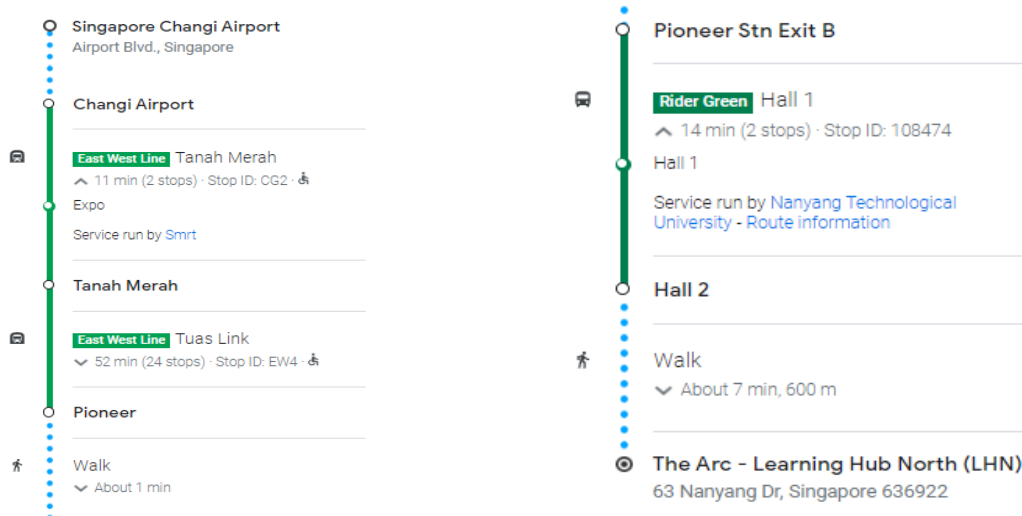 Singapore Changi Airport
Airport Blvd., Singapore
Changi Airport
East West Line Tanah Merah
11 min (2 stops) · Stop ID: CG2 ·
Expo
Service run by Smrt
Tanah Merah
East West Line Tuas Link
52 min (24 stops) · Stop ID: EW4 ·
Pioneer
Walk
About 1 min
Pioneer Stn Exit B
Rider Green Hall 1
14 min (2 stops) · Stop ID: 108474
Hall 1
Service run by Nanyang Technological
University - Route information
Hall 2
Walk
About 7 min, 600 m
The Arc - Learning Hub North (LHN)
63 Nanyang Dr, Singapore 636922